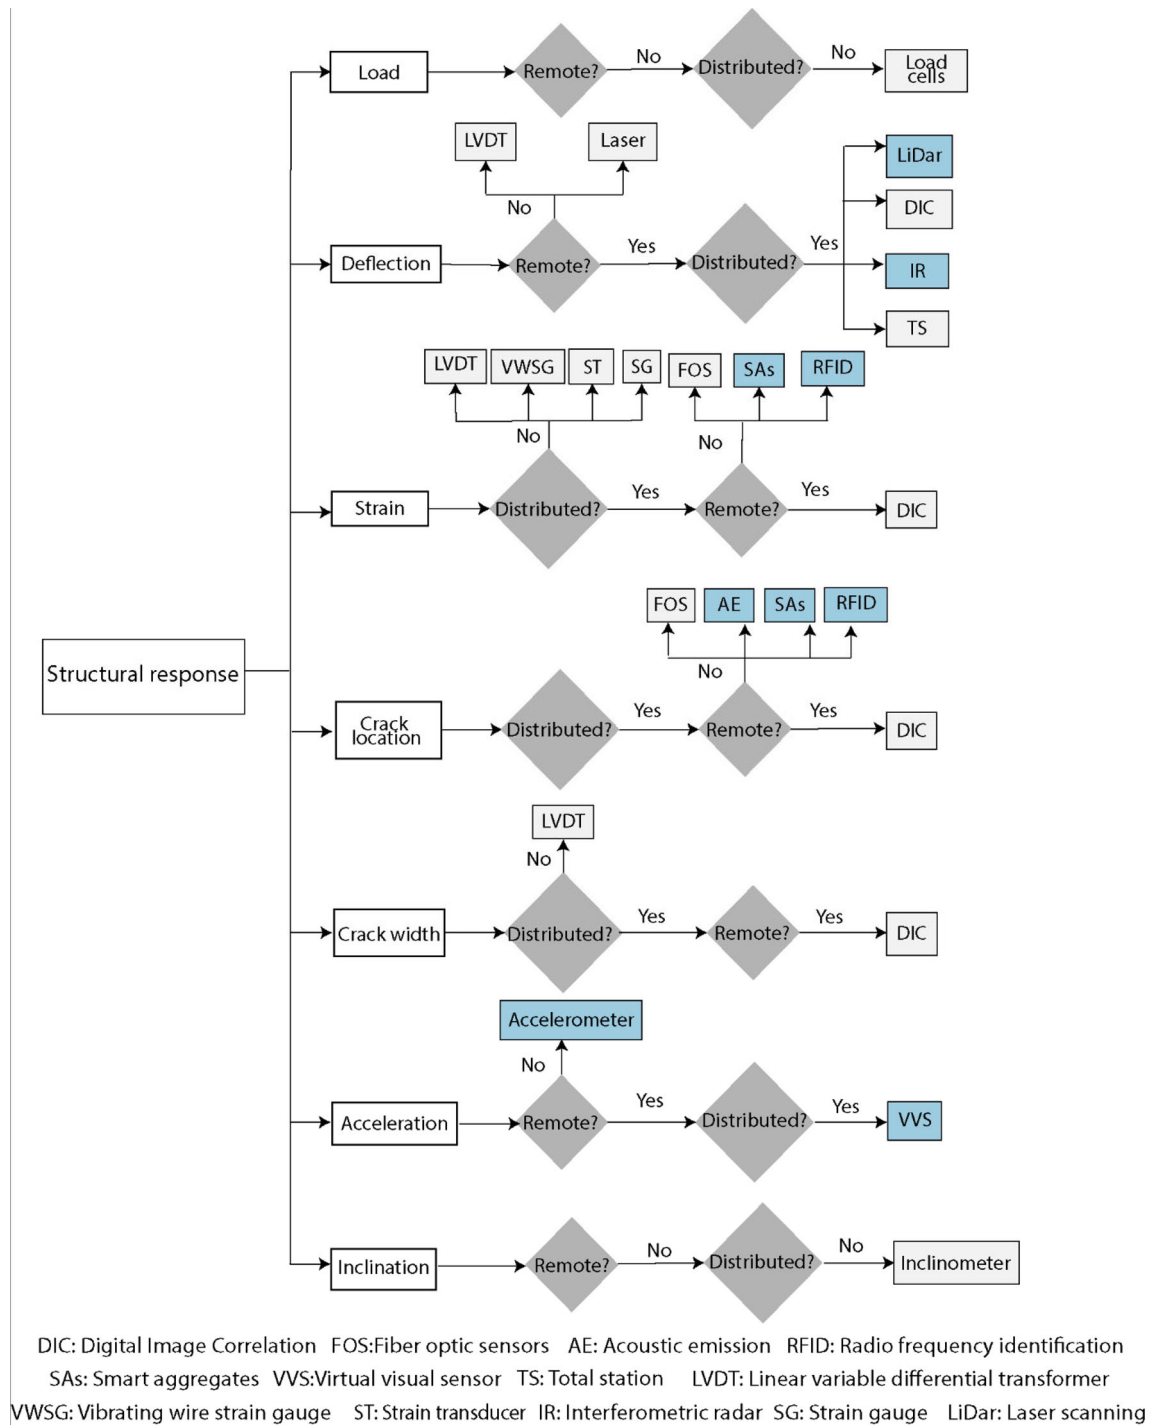 Load
Remote?
No
Distributed?
No
Load
cells
LVDT
Laser
No
Deflection
Remote?
Yes
Distributed?
Yes
LiDar
DIC
IR
TS
LVDT
VWSG
ST
SG
FOS
SAs
RFID
No
No
Strain
Distributed?
Yes
Remote?
Yes
DIC
FOS
AE
SAs
RFID
No
Structural response
Crack
location
Distributed?
Yes
Remote?
Yes
DIC
LVDT
No
Crack width
Distributed?
Yes
Remote?
Yes
DIC
Accelerometer
No
Acceleration
Remote?
Yes
Distributed?
Yes
VVS
Inclination
Remote?
No
Distributed?
No
Inclinometer
DIC: Digital Image Correlation FOS:Fiber optic sensors AE: Acoustic emission RFID: Radio frequency identification
SAs: Smart aggregates VVS:Virtual visual sensor TS: Total station LVDT: Linear variable differential transformer
VWSG: Vibrating wire strain gauge ST: Strain transducer IR: Interferometric radar SG: Strain gauge LiDar: Laser scanning